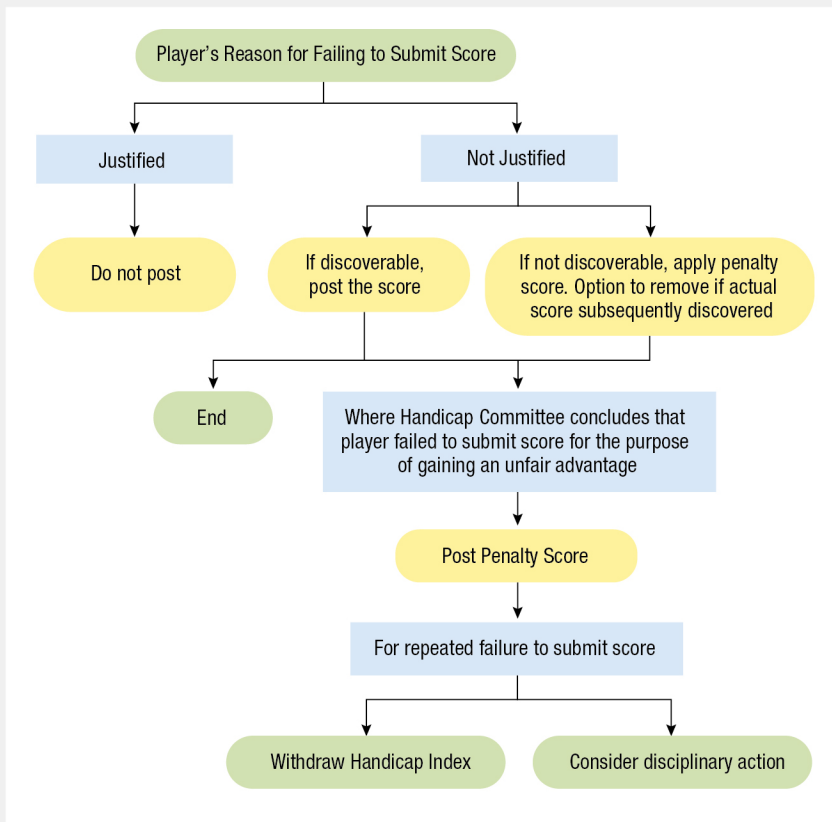 Player’s Reason for Failing to Submit Score
Justified
Not Justified
Do not post
If discoverable,
post the score
If not discoverable, apply penalty
score. Option to remove if actual
score subsequently discovered
End
Where Handicap Committee concludes that
player failed to submit score for the purpose
of gaining an unfair advantage
Post Penalty Score
For repeated failure to submit score
Withdraw Handicap Index
Consider disciplinary action